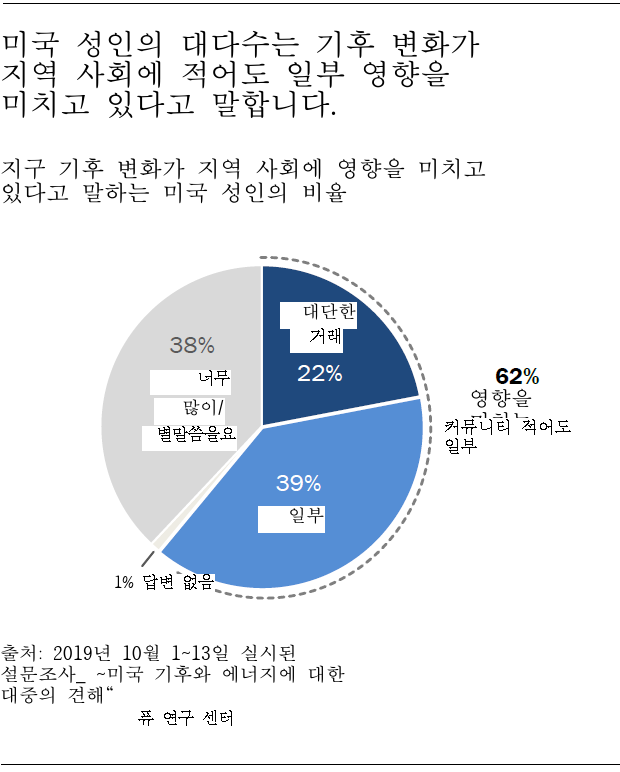 미국 성인의 대다수는 기후 변화가
지역 사회에 적어도 일부 영향을
미치고 있다고 말합니다.
지구 기후 변화가 지역 사회에 영향을 미치고
있다고 말하는 미국 성인의 비율
대단한
거래
22%
38%
너무
많이/
별말씀을요
62%
영향을
커뮤니티 적어도
일부
39%
일부
1% 답변 없음
출처: 2019년 10월 1~13일 실시된
설문조사_ ~미국 기후와 에너지에 대한
대중의 견해“
퓨 연구 센터